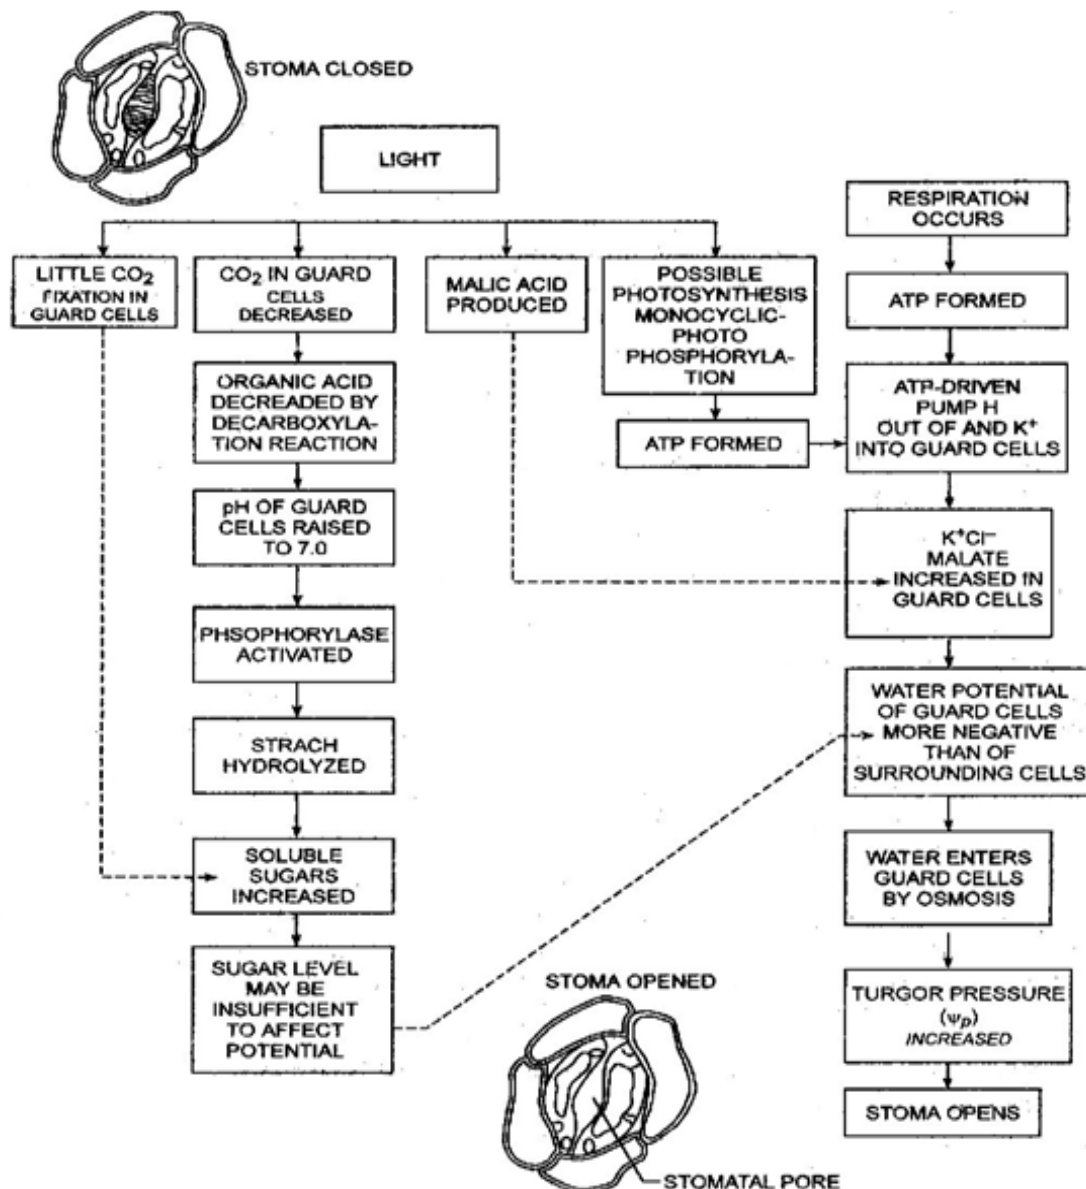 STOMA CLOSED
LIGHT
RESPIRATION
OCCURS
LITTLE CO2
FIXATION IN
GUARD CELLS
CO2 IN GUARD
CELLS
DECREASED
MALIC ACID
PRODUCED
POSSIBLE
PHOTOSYNTHESIS
MONOCYCLIC-
PHOTO
PHOSPHORYLA-
TION
ATP FORMED
ORGANIC ACID
DECREADED BY
DECARBOXYLA-
TION REACTION
ATP FORMED
ATP-DRIVEN
PUMP H
OUT OF AND K+
INTO GUARD CELLS
pH OF GUARD
CELLS RAISED
TO 7.0
K+Cl–
MALATE
INCREASED IN
GUARD CELLS
PHSOPHORYLASE
ACTIVATED
WATER POTENTIAL
OF GUARD CELLS
MORE NEGATIVE
THAN OF
SURROUNDING CELLS
STRACH
HYDROLYZED
SOLUBLE
SUGARS
INCREASED
WATER ENTERS
GUARD CELLS
BY OSMOSIS
SUGAR LEVEL
MAY BE
INSUFFICIENT
TO AFFECT
POTENTIAL
STOMA OPENED
TURGOR PRESSURE
(Ψp)
INCREASED
STOMA OPENS
STOMATAL PORE